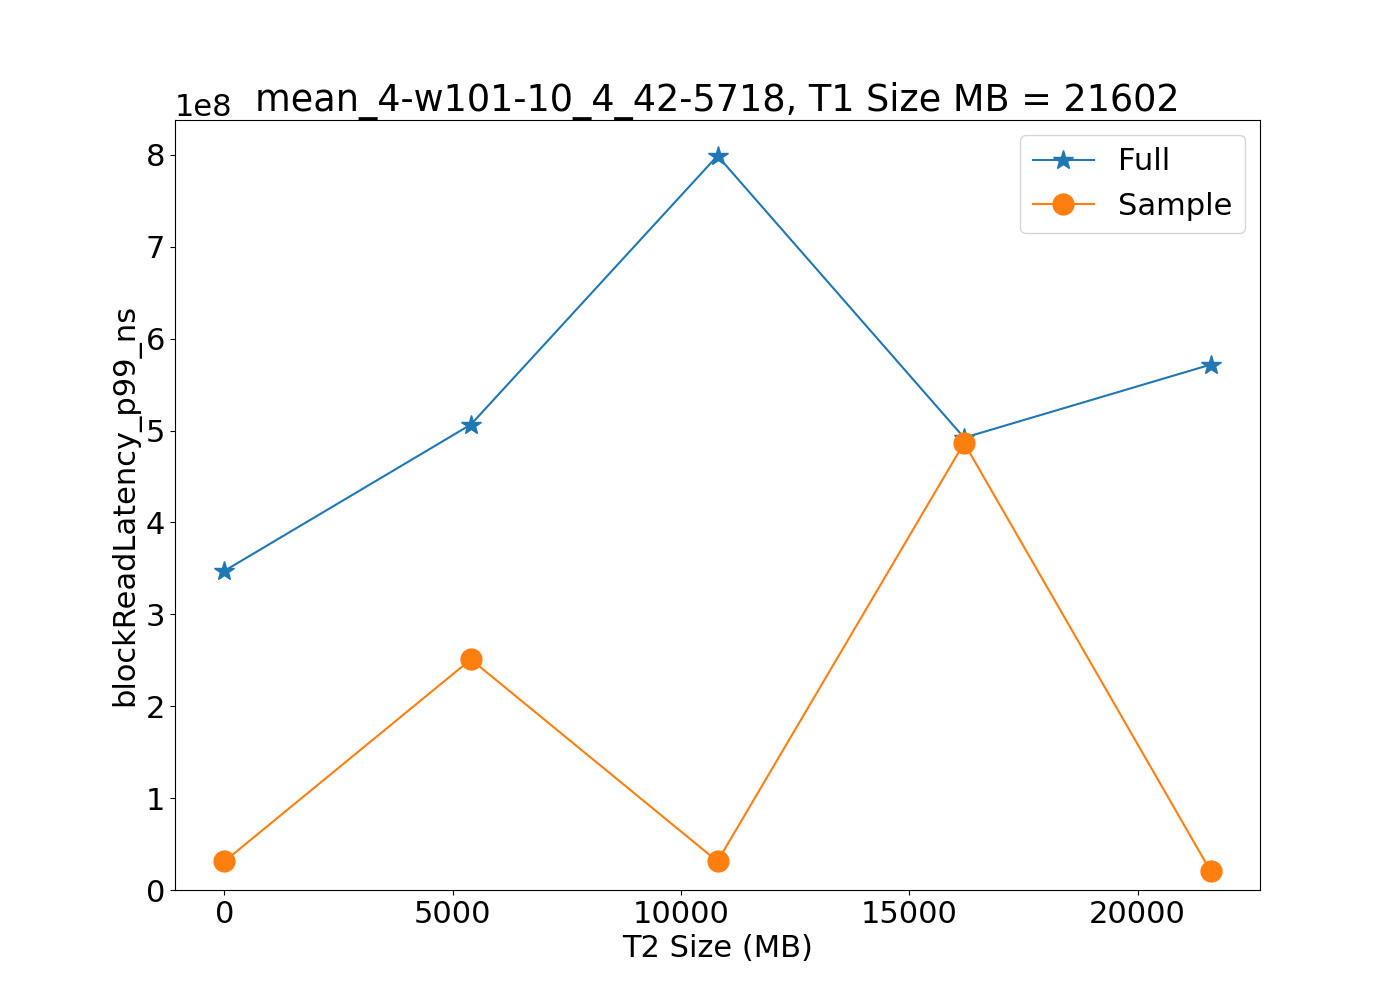 mean_4-w101-10_4_42-5718, T1 Size MB = 21602
1e8
Full
Sample
8
7
6
5
4
3
2
1
0
blockReadLatency_p99_ns
0 5000 10000 15000 20000
T2 Size (MB)